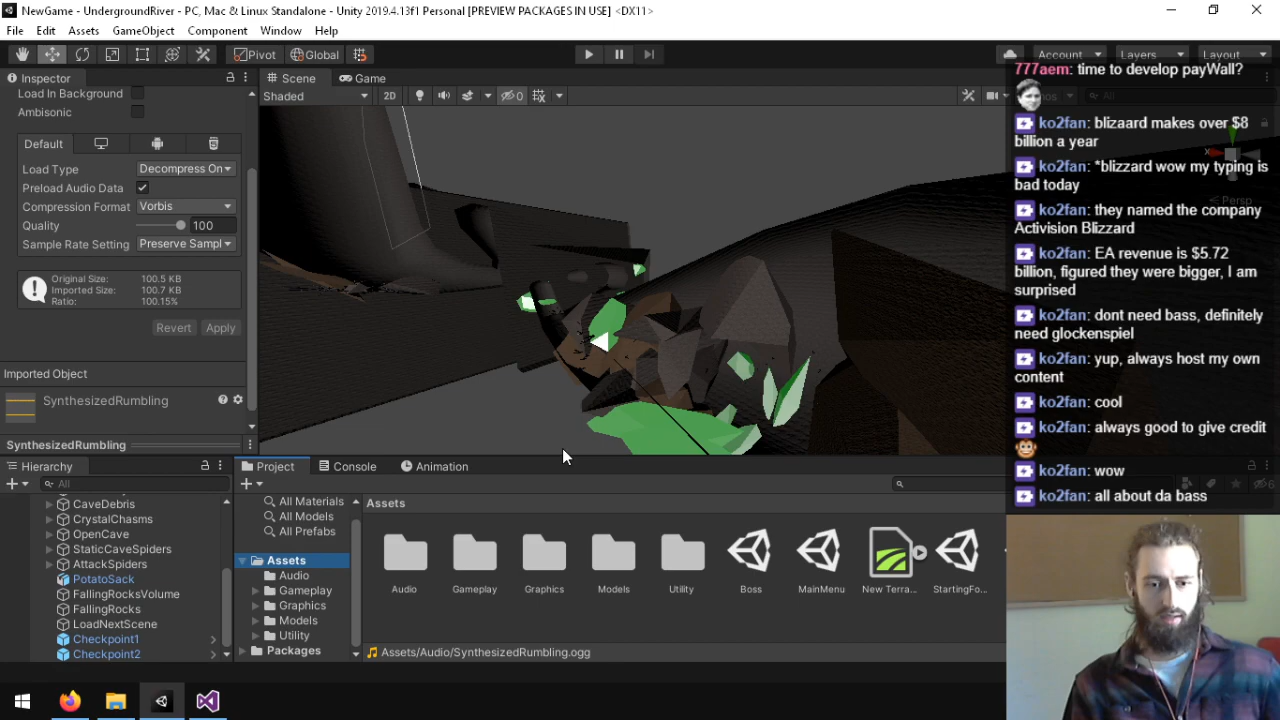 NewGame - UndergroundRiver - PC, Mac & Linux Standalone - Unity 2019.4.13f1 Personal [PREVIEW PACKAGES IN USE] <DX11>
File Edit Assets GameObject Component Window Help
Pivot Global Account Layers Layout
Inspector
Scene Game
Shaded 2D 0
Load In Background
Ambisonic
Default
Load Type Decompress On
Preload Audio Data
Compression Format Vorbis
Quality 100
Sample Rate Setting Preserve Sampl
Original Size: 100.5 KB
Imported Size: 100.7 KB
Ratio: 100.15%
Revert Apply
Imported Object
SynthesizedRumbling
SynthesizedRumbling
Hierarchy
All
CaveDebris
CrystalChasms
OpenCave
StaticCaveSpiders
AttackSpiders
PotatoSack
FallingRocksVolume
FallingRocks
LoadNextScene
Checkpoint1
Checkpoint2
Project Console Animation
All Materials
All Models
All Prefabs
Assets
Audio
Gameplay
Graphics
Models
Utility
Packages
Assets
Audio Gameplay Graphics Models Utility Boss MainMenu New Terra... StartingFo...
Assets/Audio/SynthesizedRumbling.ogg
777aem: time to develop payWall?
ko2fan: blizaard makes over $8
billion a year
ko2fan: *blizzard wow my typing is
bad today
ko2fan: they named the company
Activision Blizzard
ko2fan: EA revenue is $5.72
billion, figured they were bigger, I am
surprised
ko2fan: dont need bass, definitely
need glockenspiel
ko2fan: yup, always host my own
content
ko2fan: cool
ko2fan: always good to give credit
ko2fan: wow
ko2fan: all about da bass